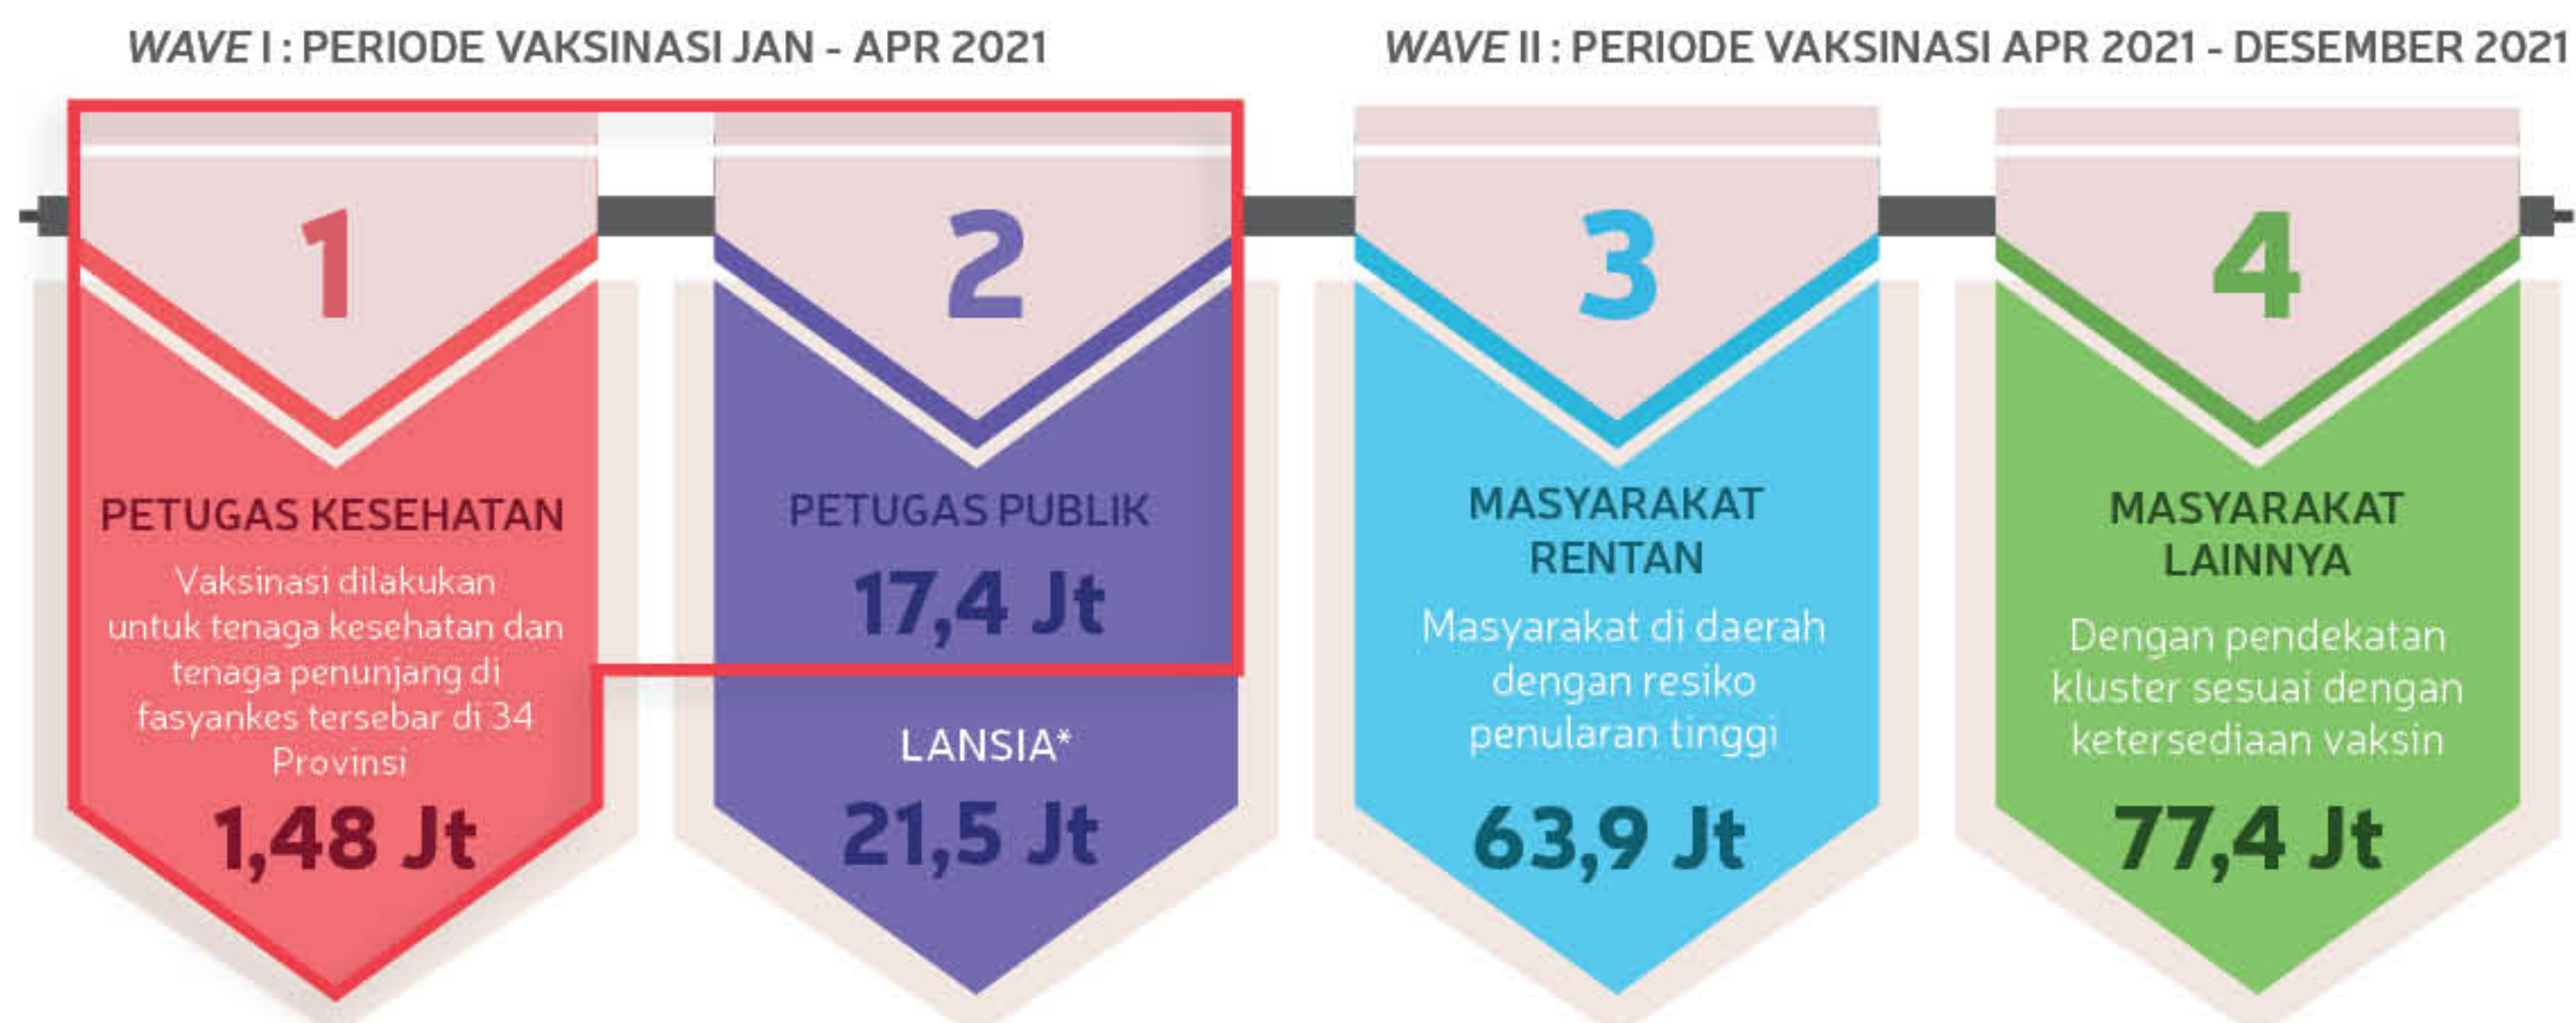 WAVE I : PERIODE VAKSINASI JAN - APR 2021
WAVE II : PERIODE VAKSINASI APR 2021 - DESEMBER 2021
1
PETUGAS KESEHATAN
Vaksinasi dilakukan
untuk tenaga kesehatan dan
tenaga penunjang di
fasyankes tersebar di 34
Provinsi
1,48 Jt
2
PETUGAS PUBLIK
17,4 Jt
LANSIA*
21,5 Jt
3
MASYARAKAT
RENTAN
Masyarakat di daerah
dengan resiko
penularan tinggi
63,9 Jt
4
MASYARAKAT
LAINNYA
Dengan pendekatan
kluster sesuai dengan
ketersediaan vaksin
77,4 Jt